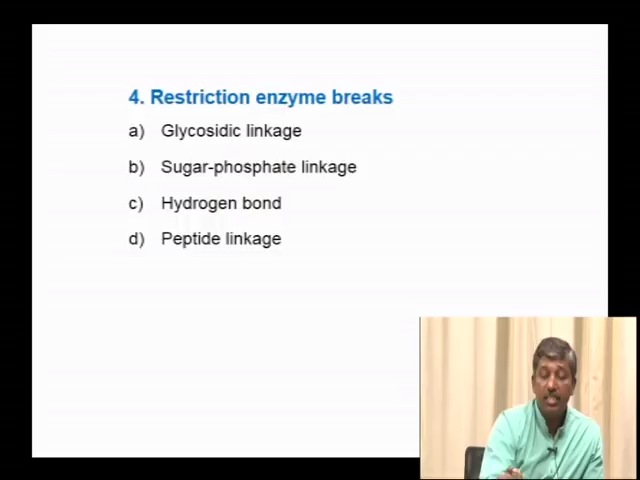 4. Restriction enzyme breaks
a) Glycosidic linkage
b) Sugar-phosphate linkage
c) Hydrogen bond
d) Peptide linkage